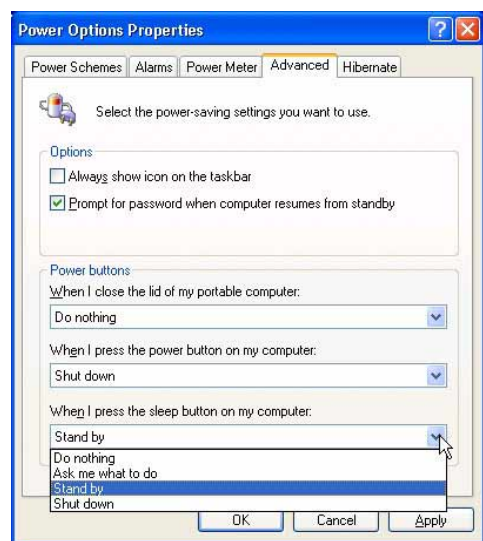 Power Options Properties
Power Schemes Alarms Power Meter Advanced Hibernate
Select the power-saving settings you want to use.
Options
Always show icon on the taskbar
Prompt for password when computer resumes from standby
Power buttons
When I close the lid of my portable computer:
Do nothing
When I press the power button on my computer:
Shut down
When I press the sleep button on my computer:
Stand by
Do nothing
Ask me what to do
Stand by
Shut down
OK Cancel Apply